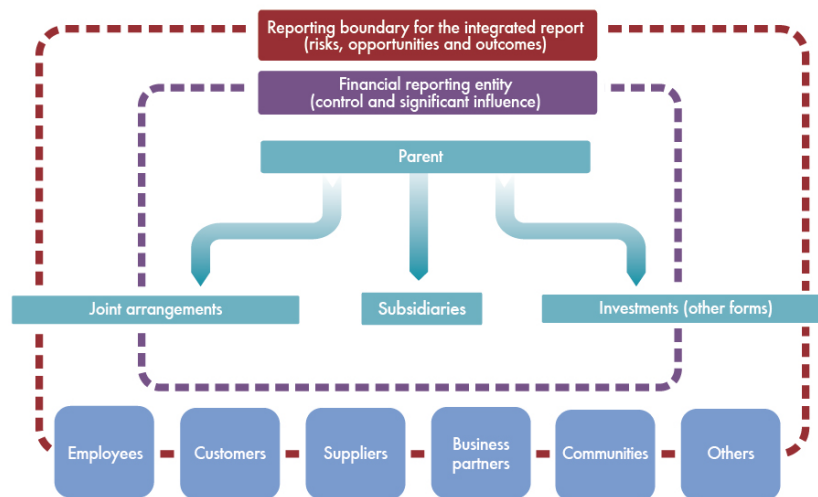 Reporting boundary for the integrated report
(risks, opportunities and outcomes)
Financial reporting entity
(control and significant influence)
Parent
Joint arrangements
Subsidiaries
Investments (other forms)
Employees
Customers
Suppliers
Business
partners
Communities
Others